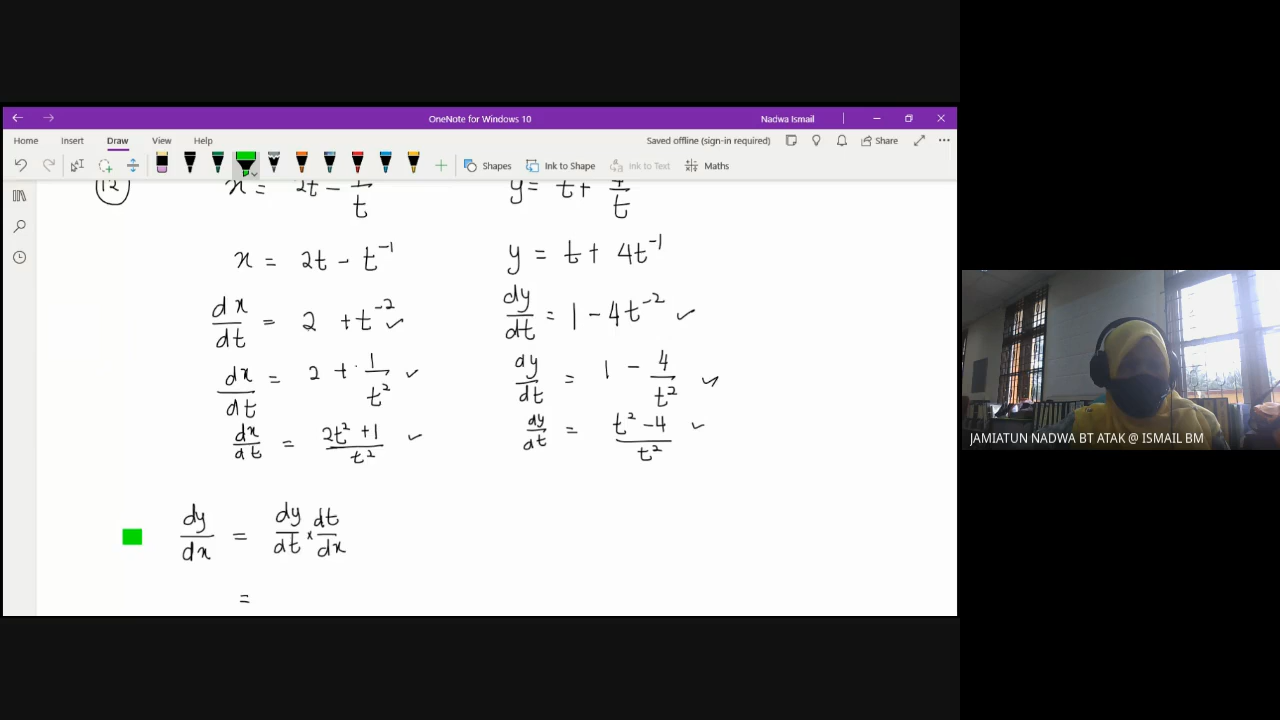 OneNote for Windows 10
Nadwa Ismail
Home Insert Draw View Help
Saved offline (sign-in required)
Share
Shapes
Ink to Shape
Ink to Text
Maths
12 x = 2t - 1/t y = t + 4/t
x = 2t - t⁻¹ y = t + 4t⁻¹
dx/dt = 2 + t⁻² ✓ dy/dt = 1 - 4t⁻² ✓
dx/dt = 2 + 1/t² ✓ dy/dt = 1 - 4/t² ✓
dx/dt = (2t² + 1)/t² ✓ dy/dt = (t² - 4)/t² ✓
dy/dx = dy/dt × dt/dx
=
JAMIATUN NADWA BT ATAK @ ISMAIL BM